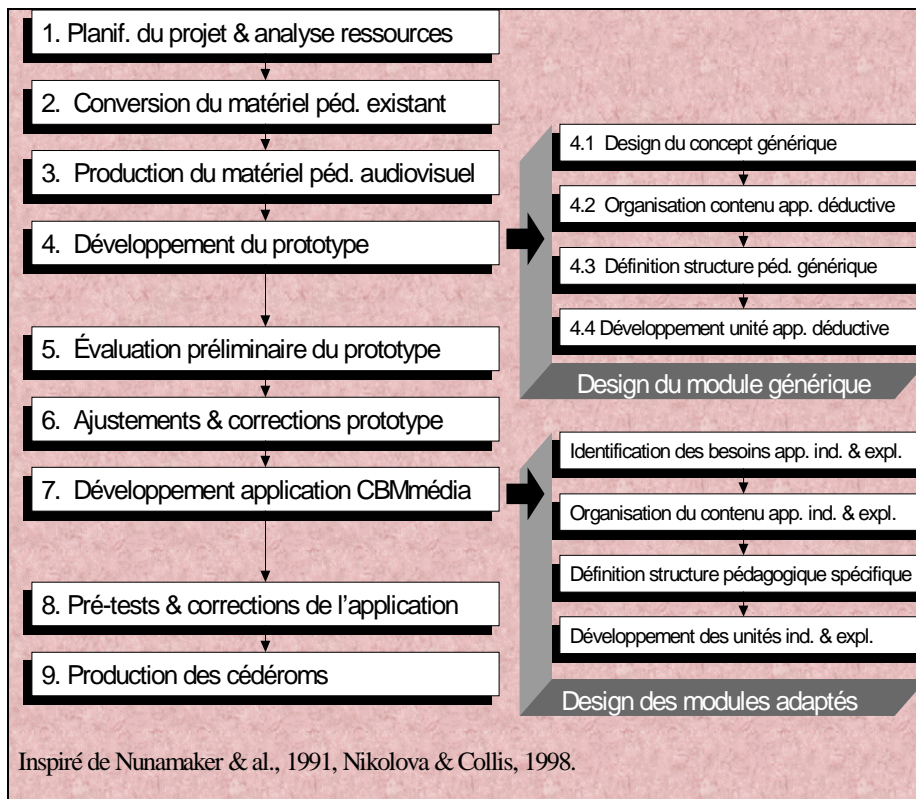 1. Planif. du projet & analyse ressources
2. Conversion du matériel péd. existant
3. Production du matériel péd. audiovisuel
4. Développement du prototype
5. Évaluation préliminaire du prototype
6. Ajustements & corrections prototype
7. Développement application CBMmédia
8. Pré-tests & corrections de l'application
9. Production des cédéroms
4.1 Design du concept générique
4.2 Organisation contenu app. déductive
4.3 Définition structure péd. générique
4.4 Développement unité app. déductive
Design du module générique
Identification des besoins app. ind. & expl.
Organisation du contenu app. ind. & expl.
Définition structure pédagogique spécifique
Développement des unités ind. & expl.
Design des modules adaptés
Inspiré de Nunamaker & al., 1991, Nikolova & Collis, 1998.